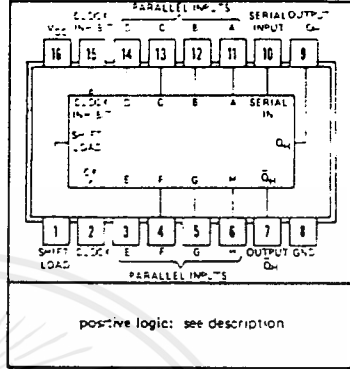 PARALLEL INPUTS
CLOCK SERIAL OUTPUT
VCC INHIBIT D C B A INPUT QH
16 15 14 13 12 11 10 9
CLOCK D C B A SERIAL
INHIBIT IN
SHIFT
LOAD QH
CK E F G H Q̅H
1 2 3 4 5 6 7 8
SHIFT CLOCK E F G H OUTPUT GND
LOAD Q̅H
PARALLEL INPUTS
positive logic: see description